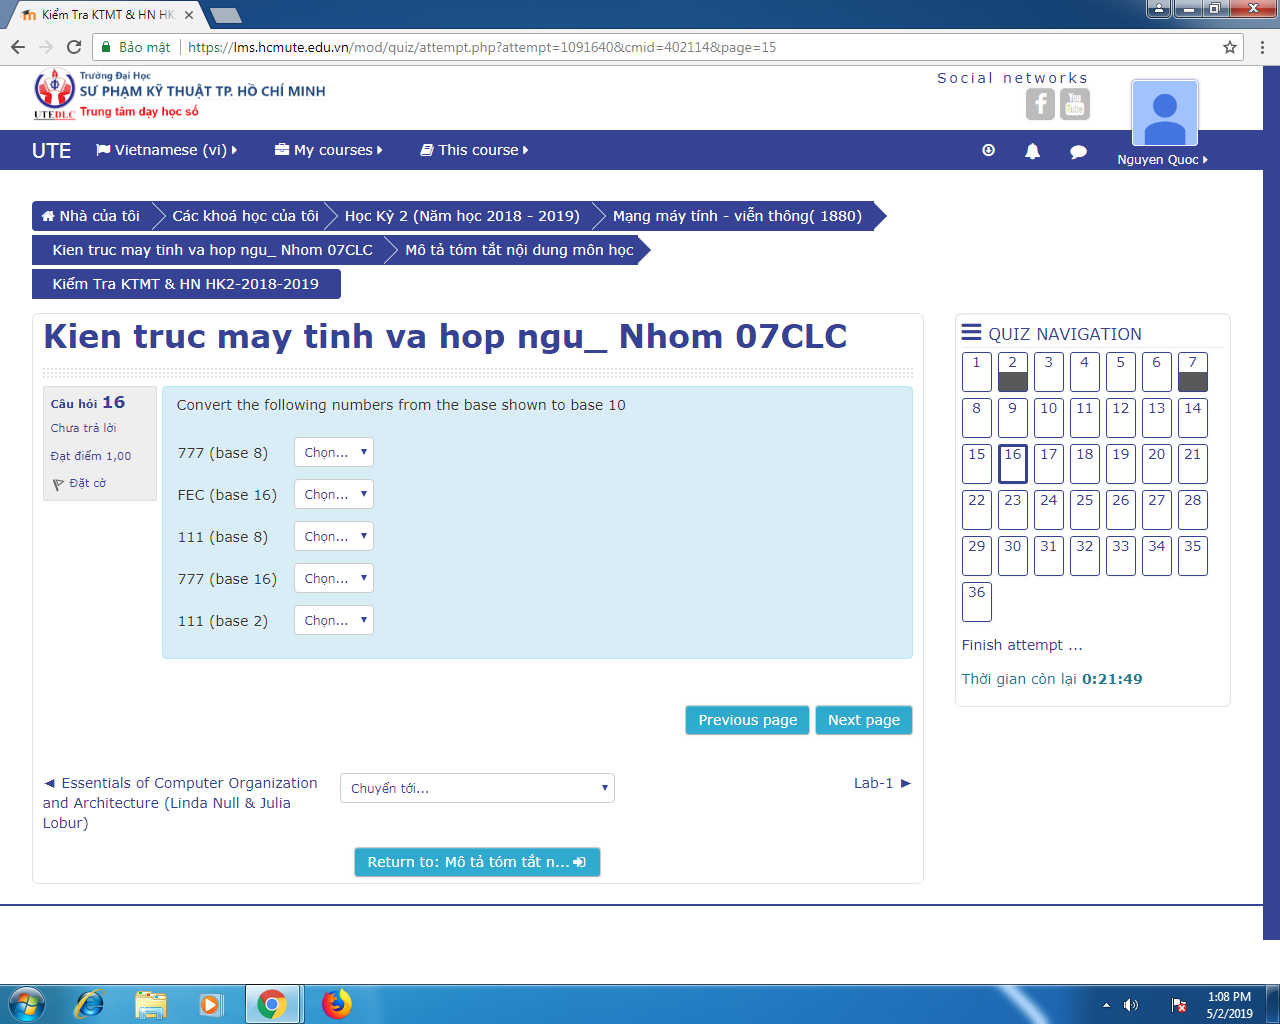 Kiểm Tra KTMT & HN HK
Bảo mật
https://lms.hcmute.edu.vn/mod/quiz/attempt.php?attempt=1091640&cmid=402114&page=15
Trường Đại Học
SƯ PHẠM KỸ THUẬT TP. HỒ CHÍ MINH
UTEDLC Trung tâm dạy học số
Social networks
You Tube
UTE
Vietnamese (vi)
My courses
This course
Nguyen Quoc
Nhà của tôi
Các khoá học của tôi
Học Kỳ 2 (Năm học 2018 - 2019)
Mạng máy tính - viễn thông( 1880)
Kien truc may tinh va hop ngu_ Nhom 07CLC
Mô tả tóm tắt nội dung môn học
Kiểm Tra KTMT & HN HK2-2018-2019
Kien truc may tinh va hop ngu_ Nhom 07CLC
Câu hỏi 16
Chưa trả lời
Đạt điểm 1,00
Đặt cờ
Convert the following numbers from the base shown to base 10
777 (base 8) Chọn...
FEC (base 16) Chọn...
111 (base 8) Chọn...
777 (base 16) Chọn...
111 (base 2) Chọn...
Previous page
Next page
◄ Essentials of Computer Organization
and Architecture (Linda Null & Julia
Lobur)
Chuyển tới...
Lab-1 ►
Return to: Mô tả tóm tắt n...
QUIZ NAVIGATION
1 2 3 4 5 6 7
8 9 10 11 12 13 14
15 16 17 18 19 20 21
22 23 24 25 26 27 28
29 30 31 32 33 34 35
36
Finish attempt ...
Thời gian còn lại 0:21:49
1:08 PM
5/2/2019